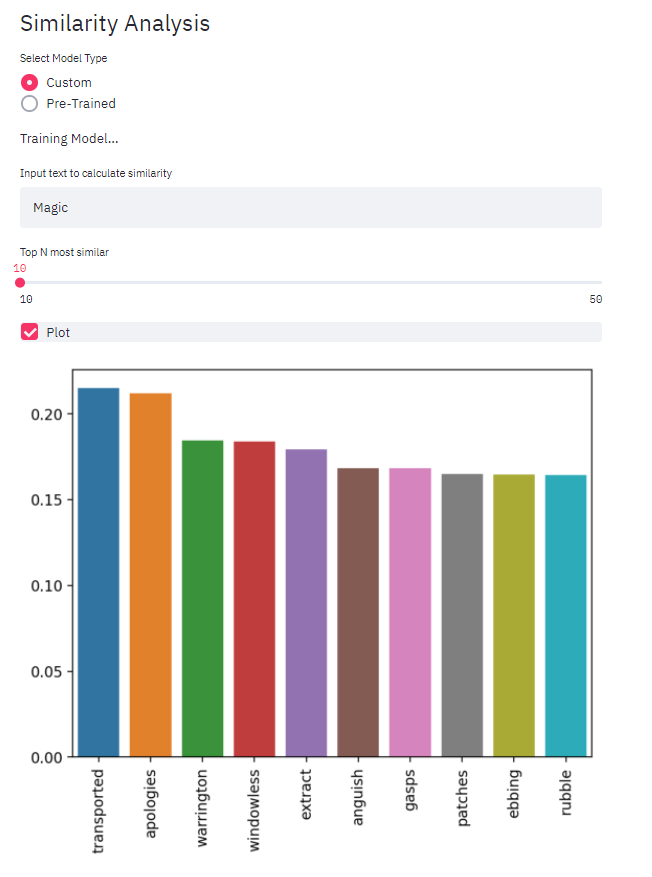 Similarity Analysis
Select Model Type
Custom
Pre-Trained
Training Model...
Input text to calculate similarity
Magic
Top N most similar
10
10 50
Plot
0.20
0.15
0.10
0.05
0.00
transported apologies warrington windowless extract anguish gasps patches ebbing rubble